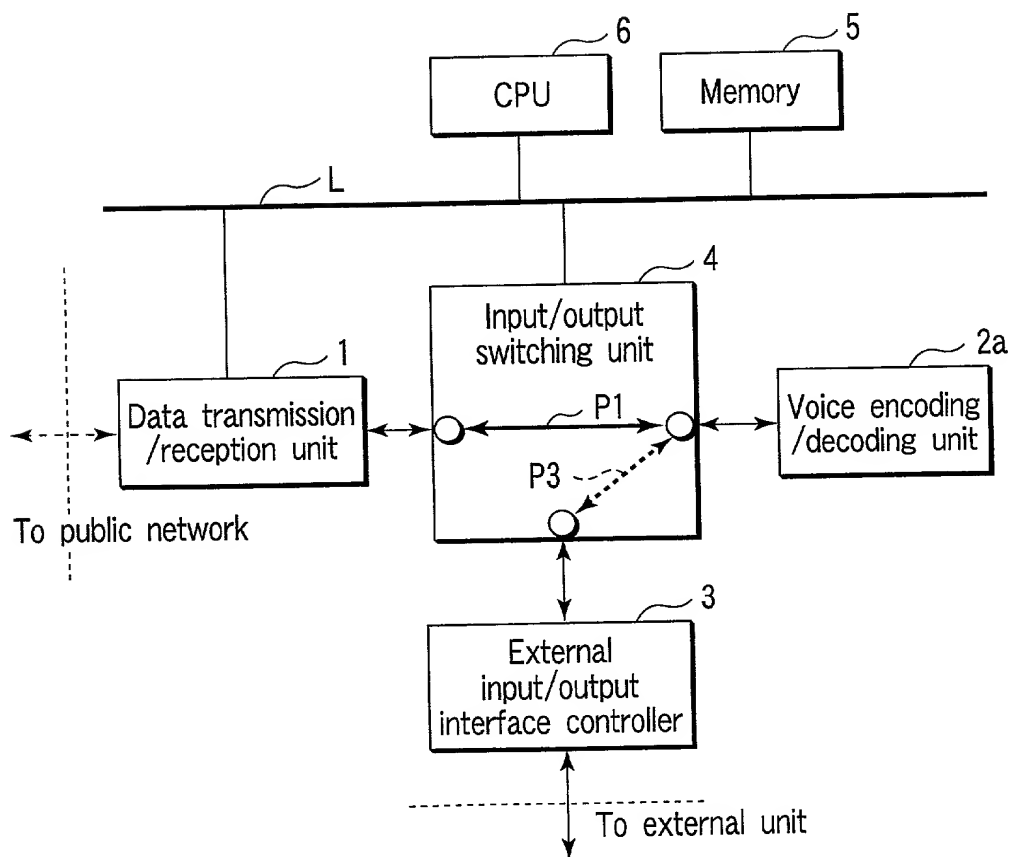 6
5
CPU
Memory
L
4
Input/output
switching unit
1
2a
Data transmission
/reception unit
P1
Voice encoding
/decoding unit
P3
To public network
3
External
input/output
interface controller
To external unit